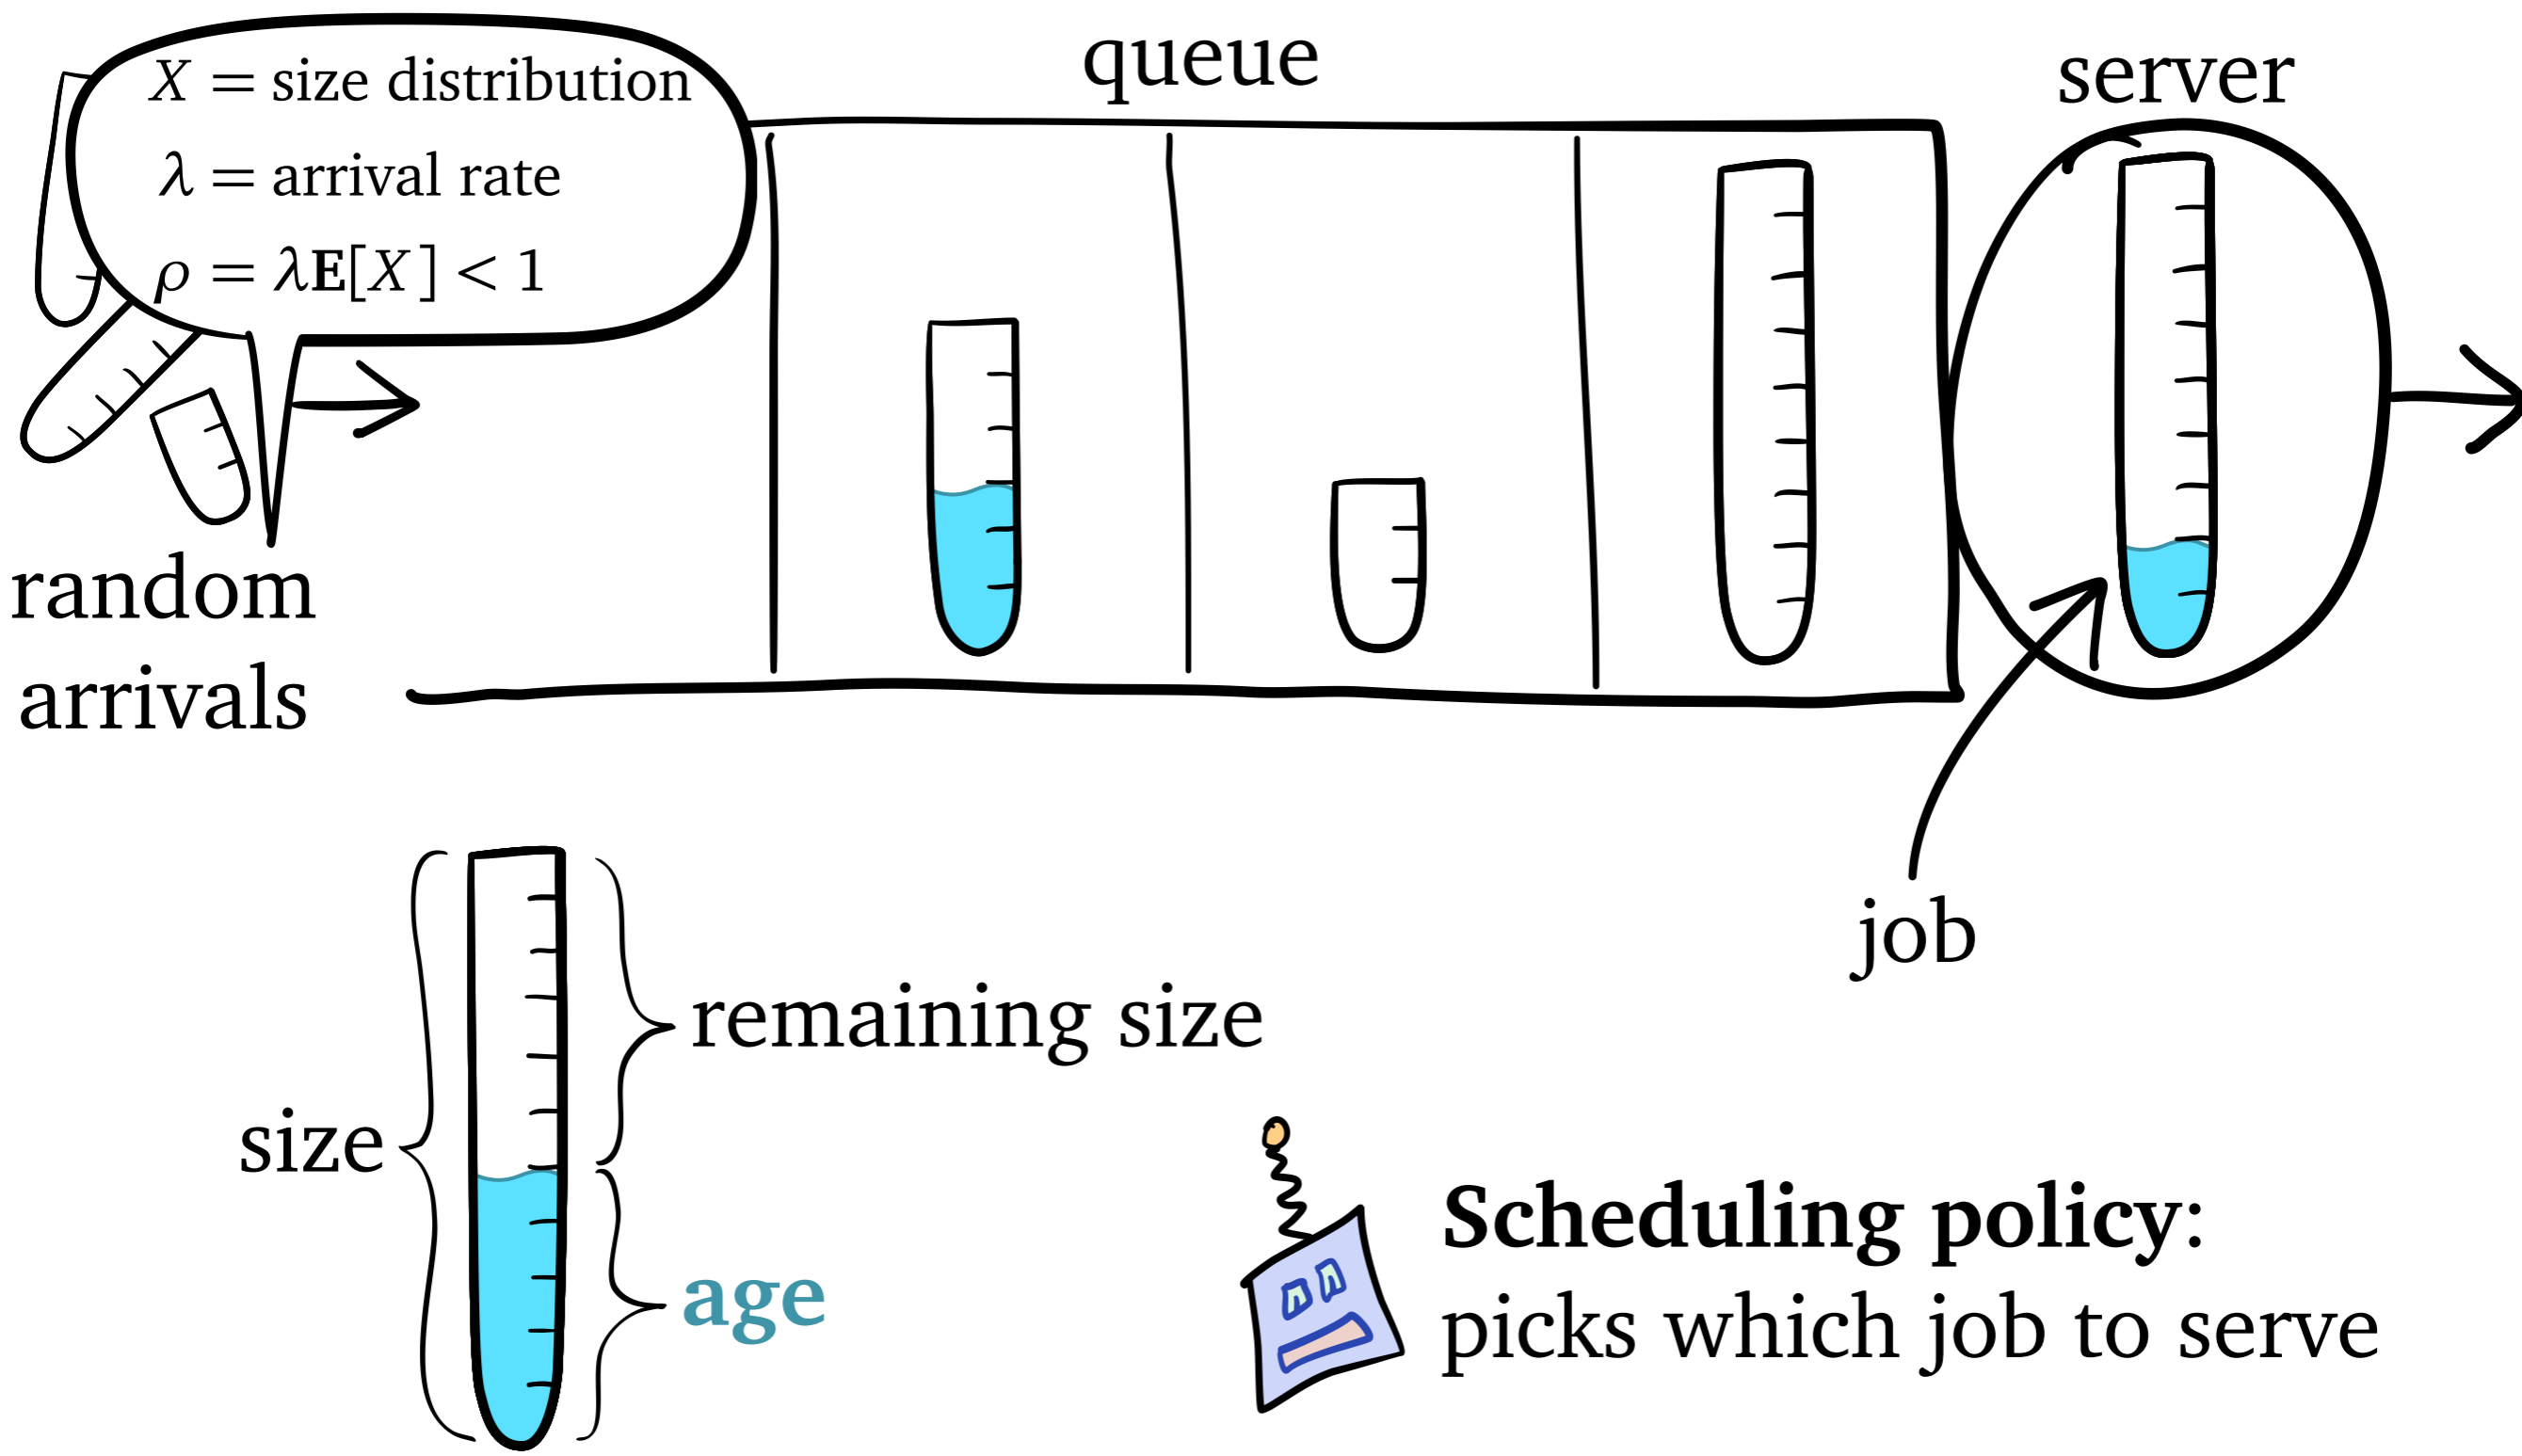 X = size distribution
λ = arrival rate
ρ = λE[X] < 1
queue
server
random
arrivals
job
remaining size
size
age
Scheduling policy:
picks which job to serve